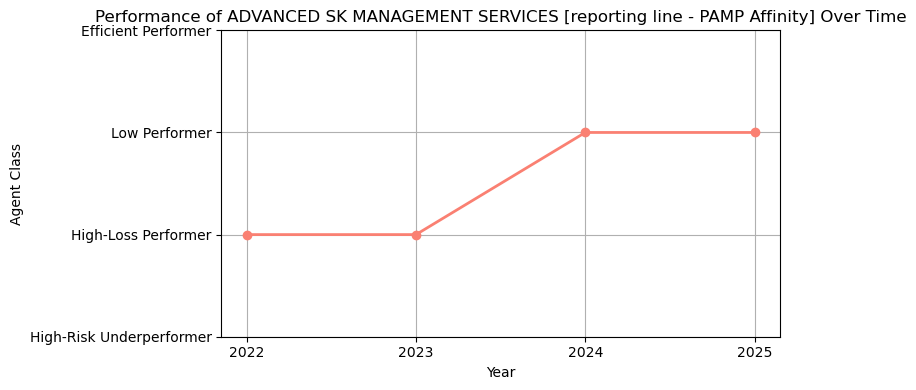 Performance of ADVANCED SK MANAGEMENT SERVICES [reporting line - PAMP Affinity] Over Time
Efficient Performer
Low Performer
High-Loss Performer
High-Risk Underperformer
Agent Class
2022 2023 2024 2025
Year